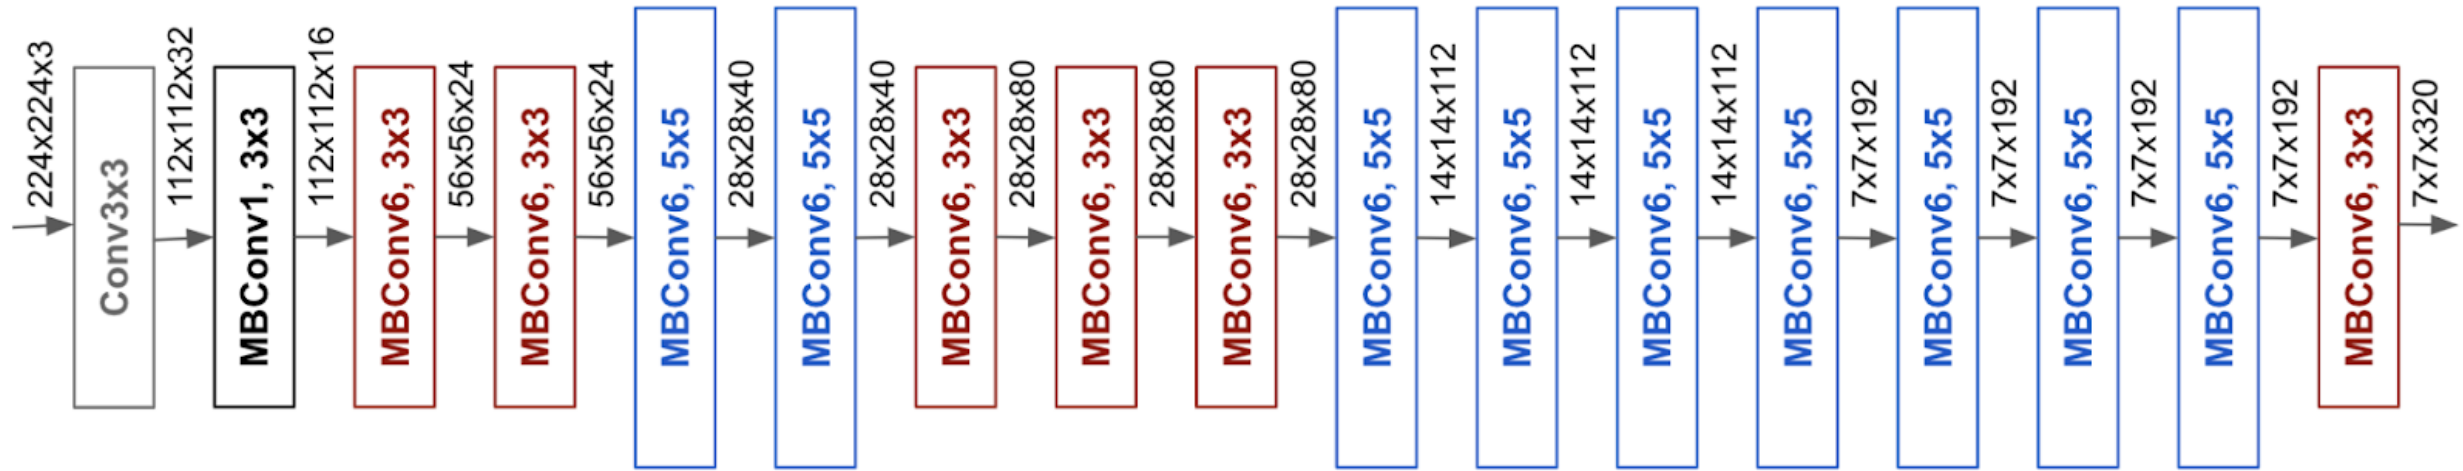 224x224x3
Conv3x3
112x112x32
MBConv1, 3x3
112x112x16
MBConv6, 3x3
56x56x24
MBConv6, 3x3
56x56x24
MBConv6, 5x5
28x28x40
MBConv6, 5x5
28x28x40
MBConv6, 3x3
28x28x80
MBConv6, 3x3
28x28x80
MBConv6, 3x3
28x28x80
MBConv6, 5x5
14x14x112
MBConv6, 5x5
14x14x112
MBConv6, 5x5
14x14x112
MBConv6, 5x5
7x7x192
MBConv6, 5x5
7x7x192
MBConv6, 5x5
7x7x192
MBConv6, 5x5
7x7x192
MBConv6, 3x3
7x7x320